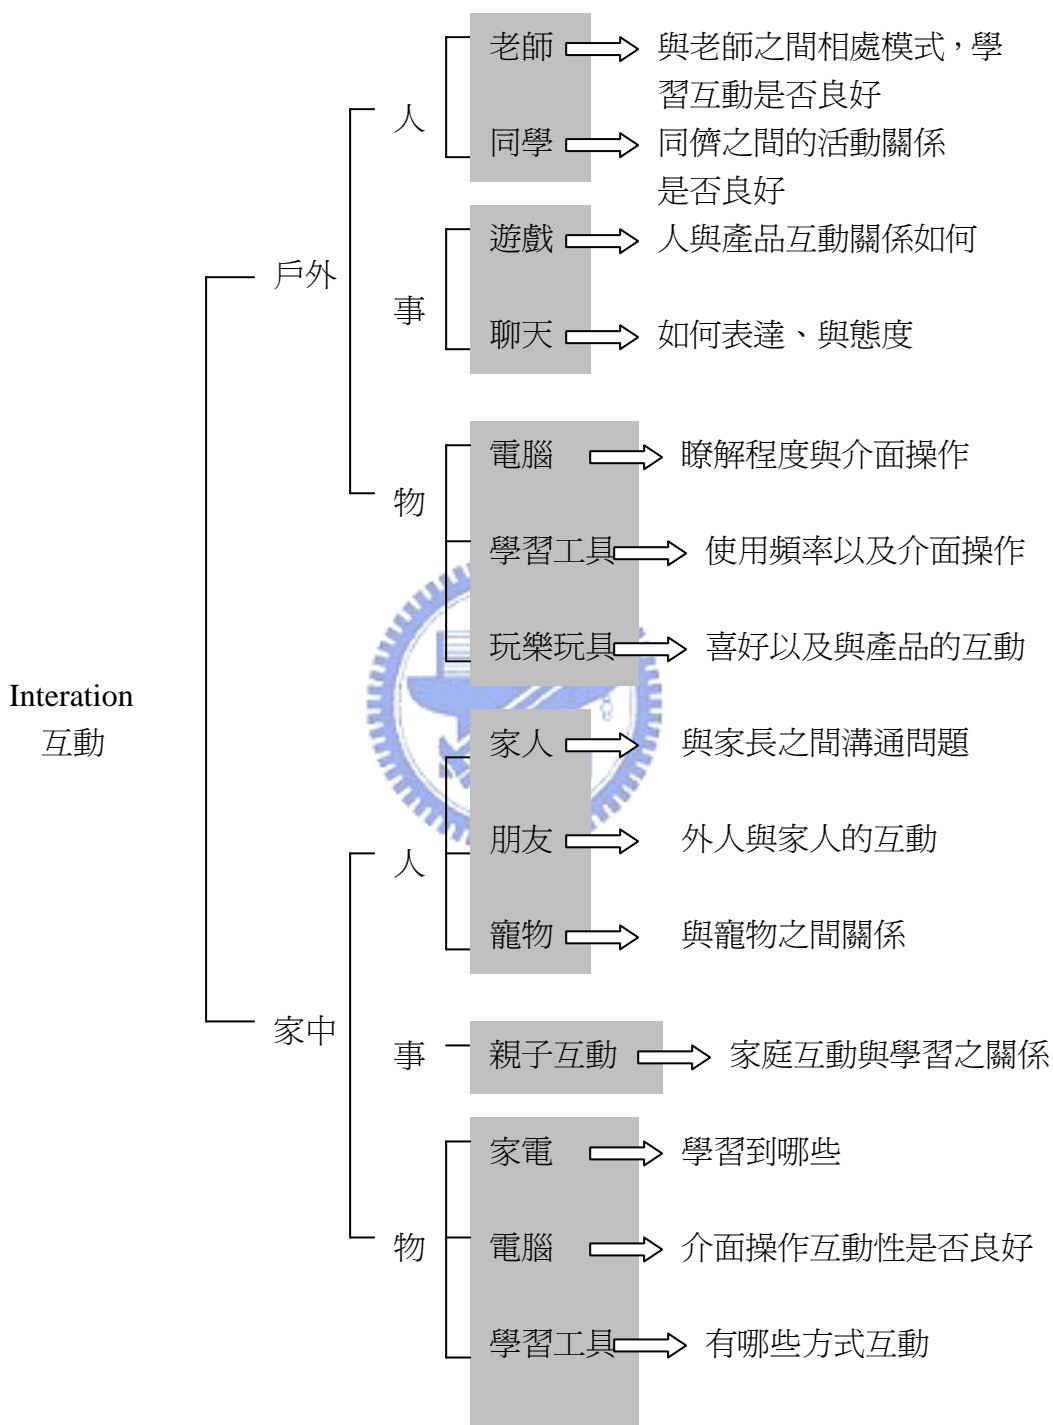 老師 與老師之間相處模式，學
習互動是否良好
人
同學 同儕之間的活動關係
是否良好
遊戲 人與產品互動關係如何
戶外
事
聊天 如何表達、與態度
電腦 瞭解程度與介面操作
物
學習工具 使用頻率以及介面操作
玩樂玩具 喜好以及與產品的互動
Interation
互動
家人 與家長之間溝通問題
朋友 外人與家人的互動
人
寵物 與寵物之間關係
家中
事 親子互動 家庭互動與學習之關係
家電 學習到哪些
物 電腦 介面操作互動性是否良好
學習工具 有哪些方式互動